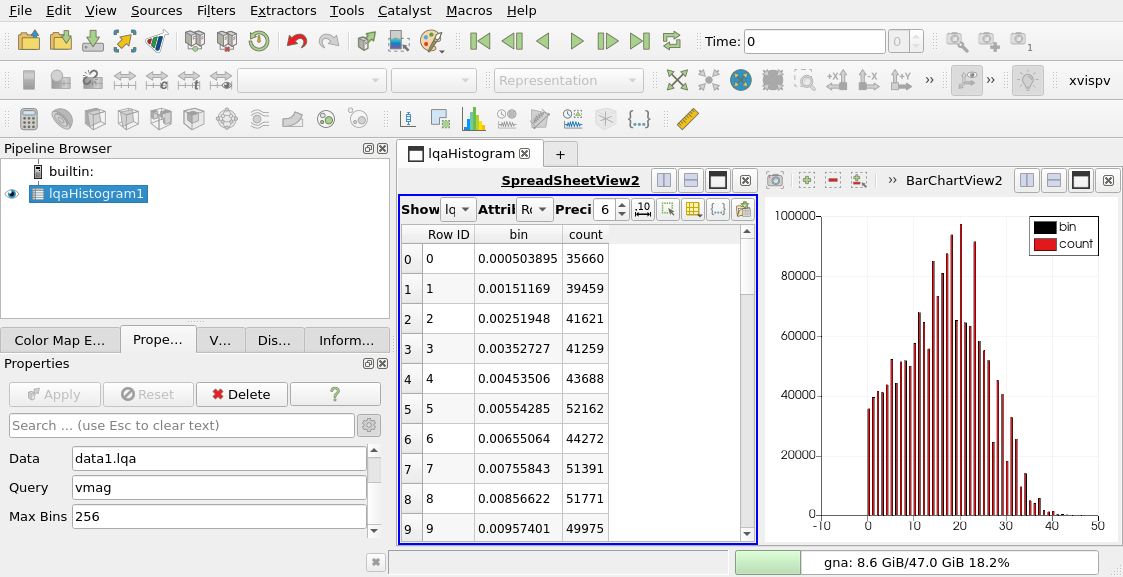 File Edit View Sources Filters Extractors Tools Catalyst Macros Help
Time: 0 0
1
Representation +X -X +Y » » xvispv
Pipeline Browser
builtin:
lqaHistogram1
Color Map E... Prope... V... Dis... Inform...
Properties
Apply Reset Delete ?
Search ... (use Esc to clear text)
Data data1.lqa
Query vmag
Max Bins 256
lqaHistogram +
SpreadSheetView2
Show lq Attrib Ro Preci 6 .10 {..}
Row ID bin count
0 0 0.000503895 35660
1 1 0.00151169 39459
2 2 0.00251948 41621
3 3 0.00352727 41259
4 4 0.00453506 43688
5 5 0.00554285 52162
6 6 0.00655064 44272
7 7 0.00755843 51391
8 8 0.00856622 51771
9 9 0.00957401 49975
» BarChartView2
bin
count
100000
80000
60000
40000
20000
0
-10 0 10 20 30 40 50
gna: 8.6 GiB/47.0 GiB 18.2%